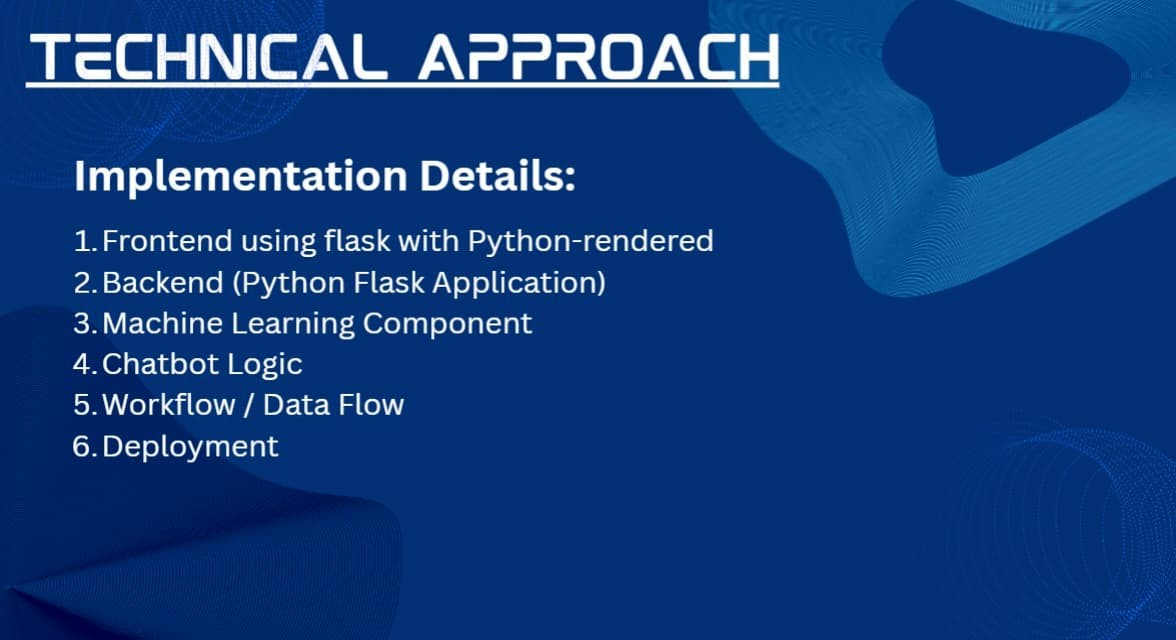 TECHNICAL APPROACH
Implementation Details:
1. Frontend using flask with Python-rendered
2. Backend (Python Flask Application)
3. Machine Learning Component
4. Chatbot Logic
5. Workflow / Data Flow
6. Deployment